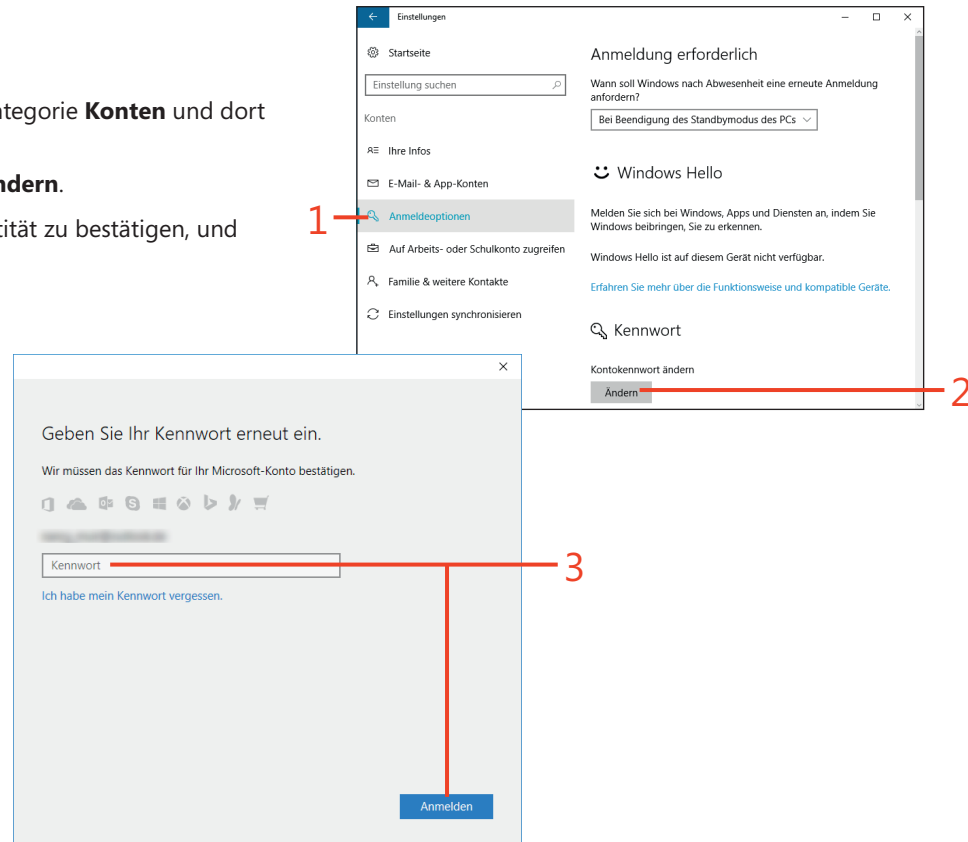 ategorie Konten und dort
ndern.
tität zu bestätigen, und
Einstellungen
Startseite
Einstellung suchen
Konten
Ihre Infos
E-Mail- & App-Konten
1
Anmeldeoptionen
Auf Arbeits- oder Schulkonto zugreifen
Familie & weitere Kontakte
Einstellungen synchronisieren
Anmeldung erforderlich
Wann soll Windows nach Abwesenheit eine erneute Anmeldung
anfordern?
Bei Beendigung des Standbymodus des PCs
Windows Hello
Melden Sie sich bei Windows, Apps und Diensten an, indem Sie
Windows beibringen, Sie zu erkennen.
Windows Hello ist auf diesem Gerät nicht verfügbar.
Erfahren Sie mehr über die Funktionsweise und kompatible Geräte.
Kennwort
Kontokennwort ändern
Ändern
2
Geben Sie Ihr Kennwort erneut ein.
Wir müssen das Kennwort für Ihr Microsoft-Konto bestätigen.
Kennwort
3
Ich habe mein Kennwort vergessen.
Anmelden